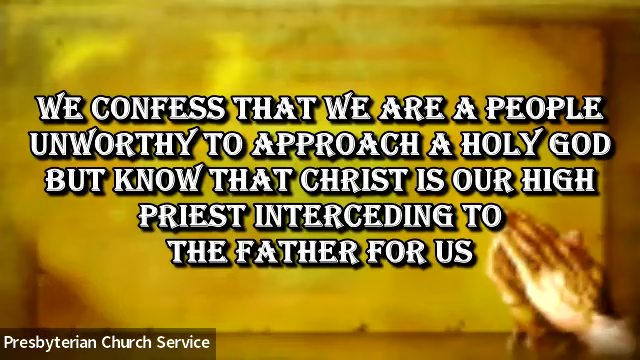 WE CONFESS THAT WE ARE A PEOPLE
UNWORTHY TO APPROACH A HOLY GOD
BUT KNOW THAT CHRIST IS OUR HIGH
PRIEST INTERCEDING TO
THE FATHER FOR US
Presbyterian Church Service